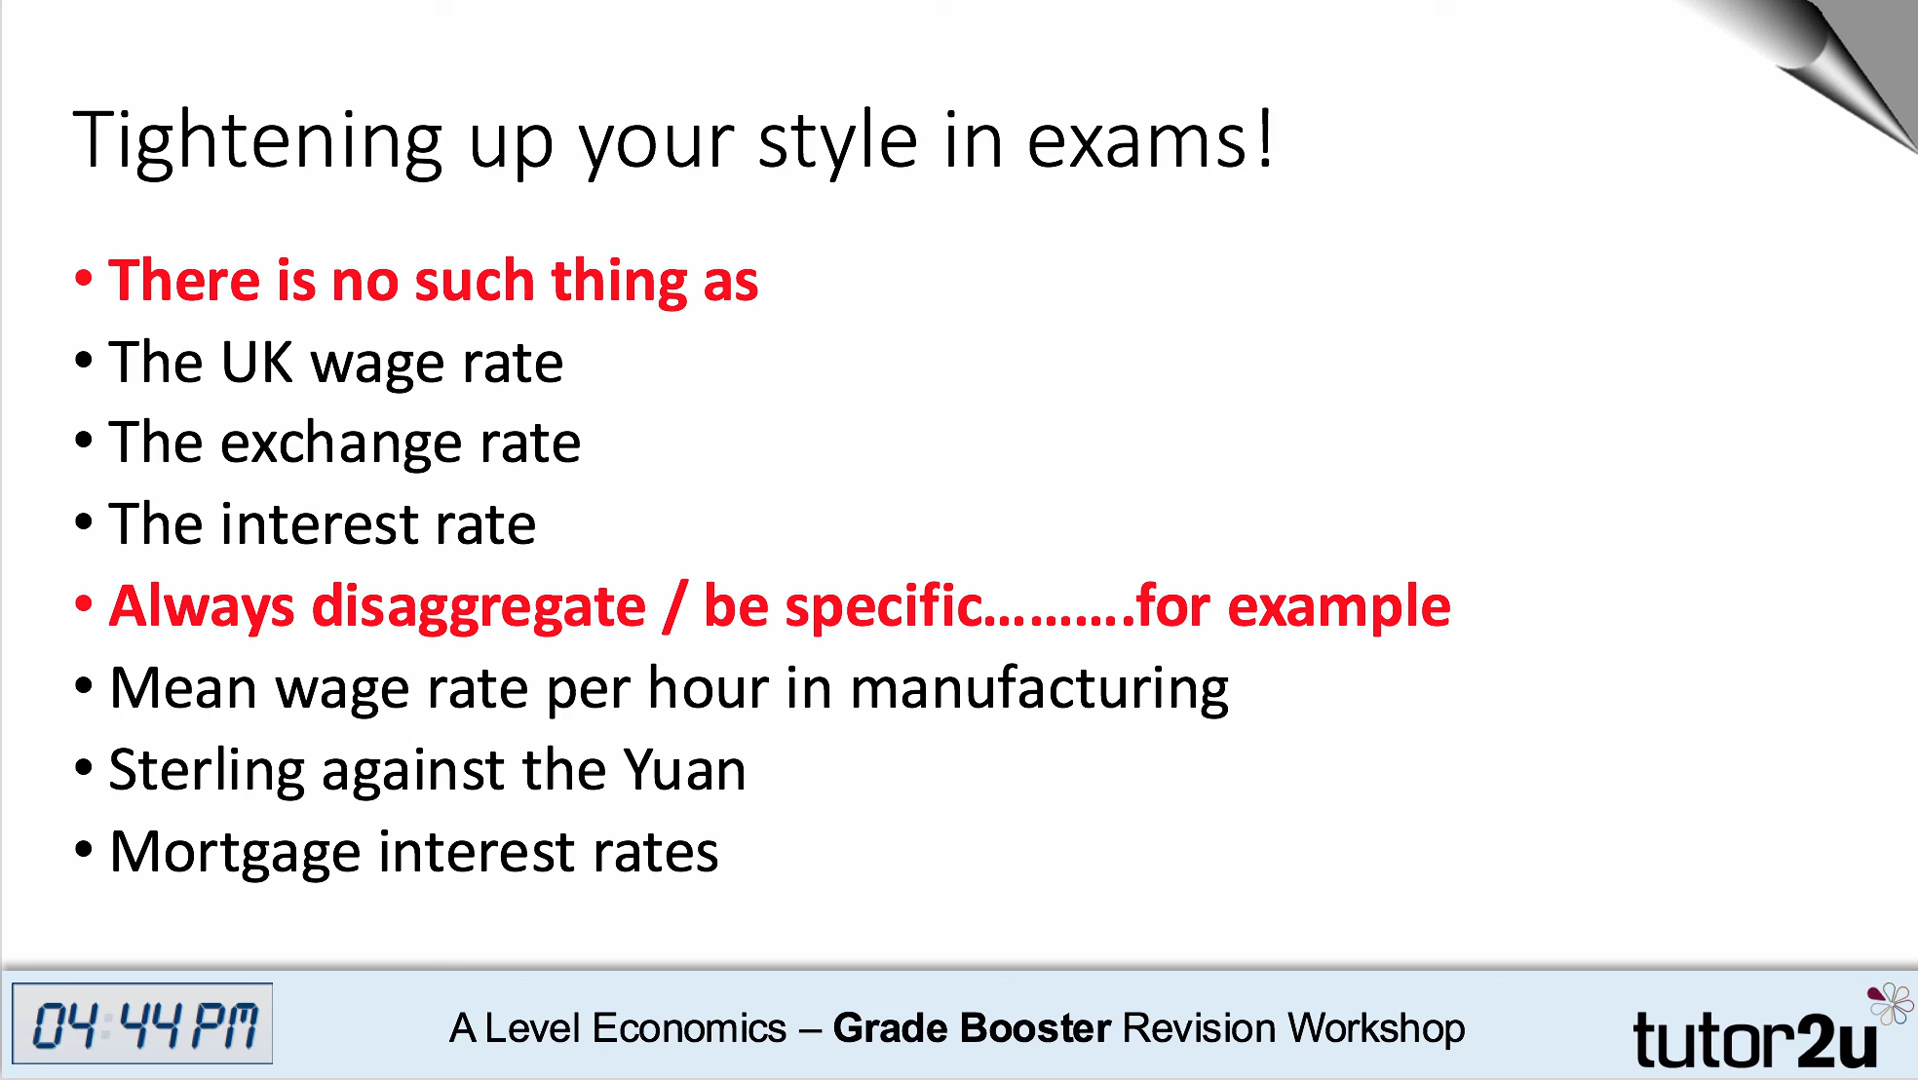 Tightening up your style in exams!
• There is no such thing as
• The UK wage rate
• The exchange rate
• The interest rate
• Always disaggregate / be specific……….for example
• Mean wage rate per hour in manufacturing
• Sterling against the Yuan
• Mortgage interest rates
04:44 PM
A Level Economics – Grade Booster Revision Workshop
tutor2u